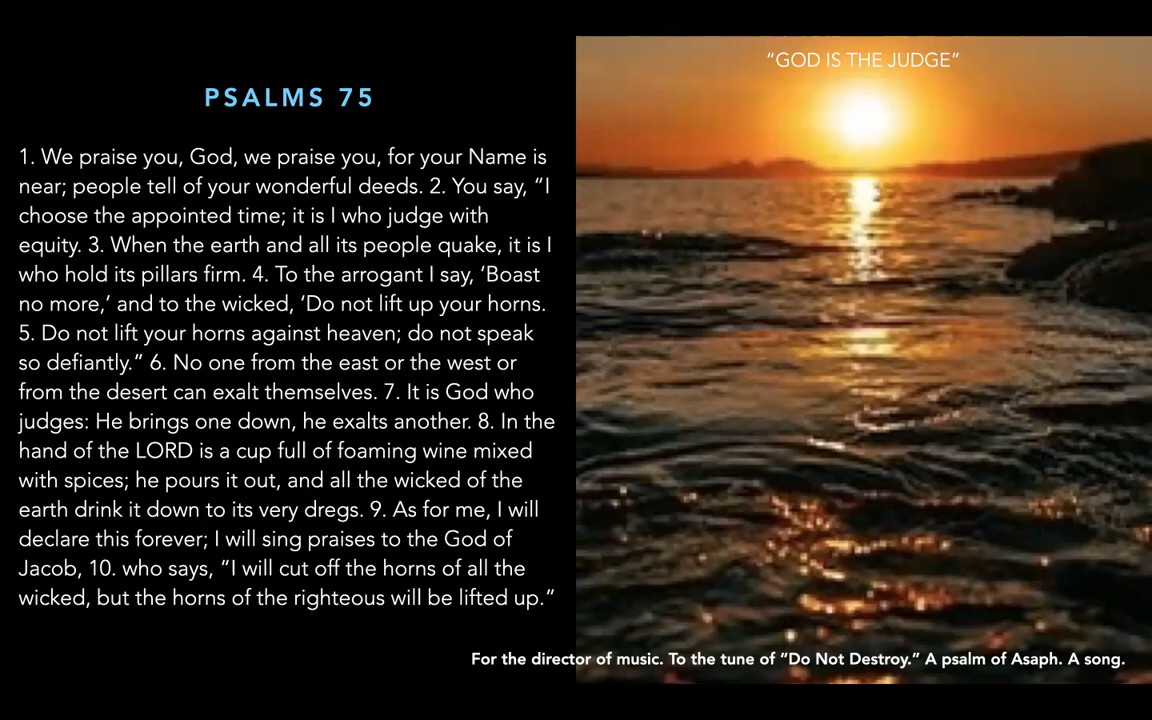 “GOD IS THE JUDGE”
PSALMS 75
1. We praise you, God, we praise you, for your Name is
near; people tell of your wonderful deeds. 2. You say, “I
choose the appointed time; it is I who judge with
equity. 3. When the earth and all its people quake, it is I
who hold its pillars firm. 4. To the arrogant I say, ‘Boast
no more,’ and to the wicked, ‘Do not lift up your horns.
5. Do not lift your horns against heaven; do not speak
so defiantly.” 6. No one from the east or the west or
from the desert can exalt themselves. 7. It is God who
judges: He brings one down, he exalts another. 8. In the
hand of the LORD is a cup full of foaming wine mixed
with spices; he pours it out, and all the wicked of the
earth drink it down to its very dregs. 9. As for me, I will
declare this forever; I will sing praises to the God of
Jacob, 10. who says, “I will cut off the horns of all the
wicked, but the horns of the righteous will be lifted up.”
For the director of music. To the tune of “Do Not Destroy.” A psalm of Asaph. A song.